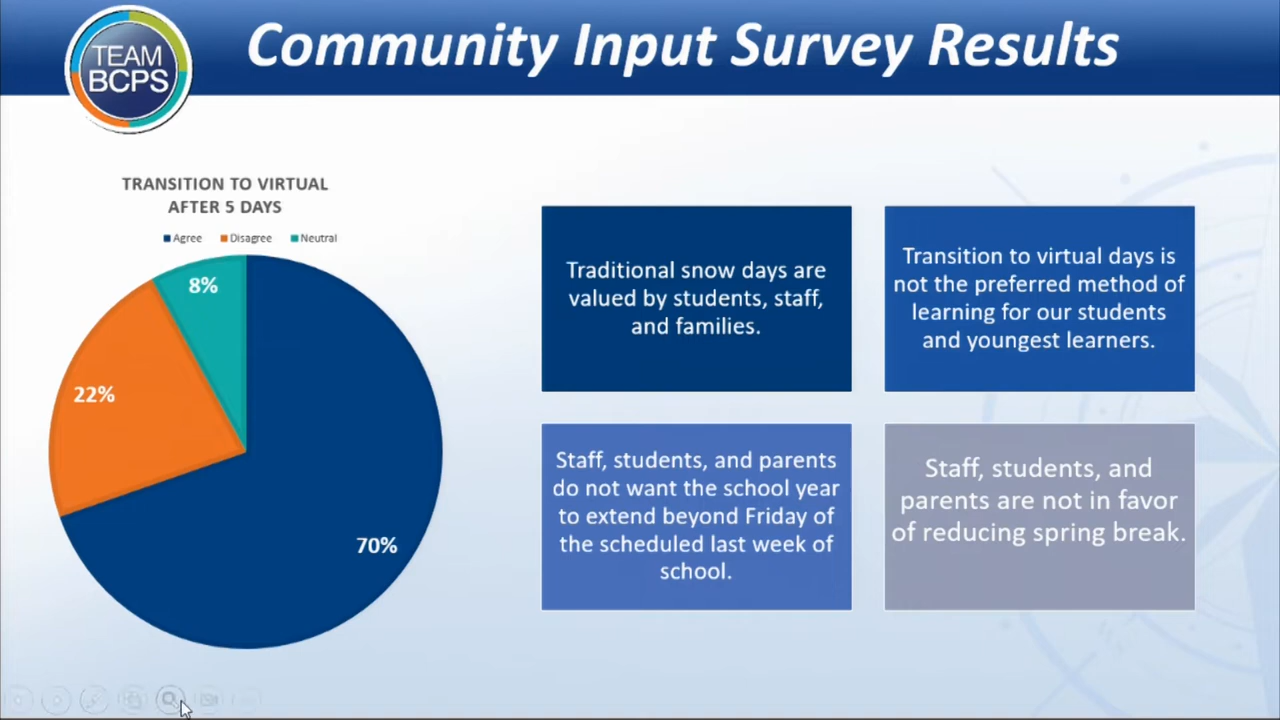 TEAM
BCPS
Community Input Survey Results
TRANSITION TO VIRTUAL
AFTER 5 DAYS
Agree Disagree Neutral
8%
22%
70%
Traditional snow days are
valued by students, staff,
and families.
Transition to virtual days is
not the preferred method of
learning for our students
and youngest learners.
Staff, students, and parents
do not want the school year
to extend beyond Friday of
the scheduled last week of
school.
Staff, students, and
parents are not in favor
of reducing spring break.